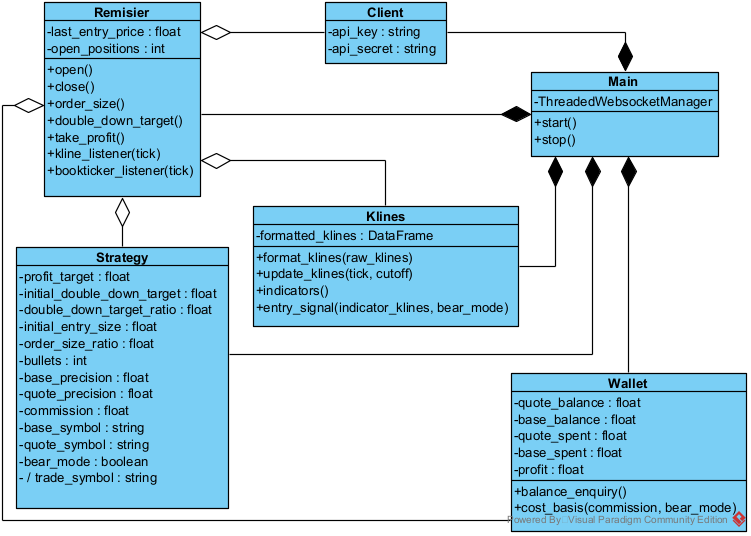 Remisier
-last_entry_price : float
-open_positions : int
+open()
+close()
+order_size()
+double_down_target()
+take_profit()
+kline_listener(tick)
+bookticker_listener(tick)
Client
-api_key : string
-api_secret : string
Main
-ThreadedWebsocketManager
+start()
+stop()
Klines
-formatted_klines : DataFrame
+format_klines(raw_klines)
+update_klines(tick, cutoff)
+indicators()
+entry_signal(indicator_klines, bear_mode)
Strategy
-profit_target : float
-initial_double_down_target : float
-double_down_target_ratio : float
-initial_entry_size : float
-order_size_ratio : float
-bullets : int
-base_precision : float
-quote_precision : float
-commission : float
-base_symbol : string
-quote_symbol : string
-bear_mode : boolean
- / trade_symbol : string
Wallet
-quote_balance : float
-base_balance : float
-quote_spent : float
-base_spent : float
-profit : float
+balance_enquiry()
+cost_basis(commission, bear_mode)
Powered By Visual Paradigm Community Edition